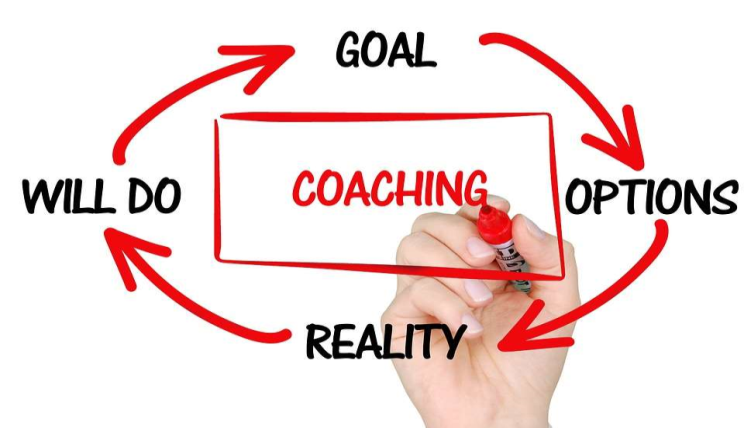 GOAL
WILL DO
COACHING
OPTIONS
REALITY